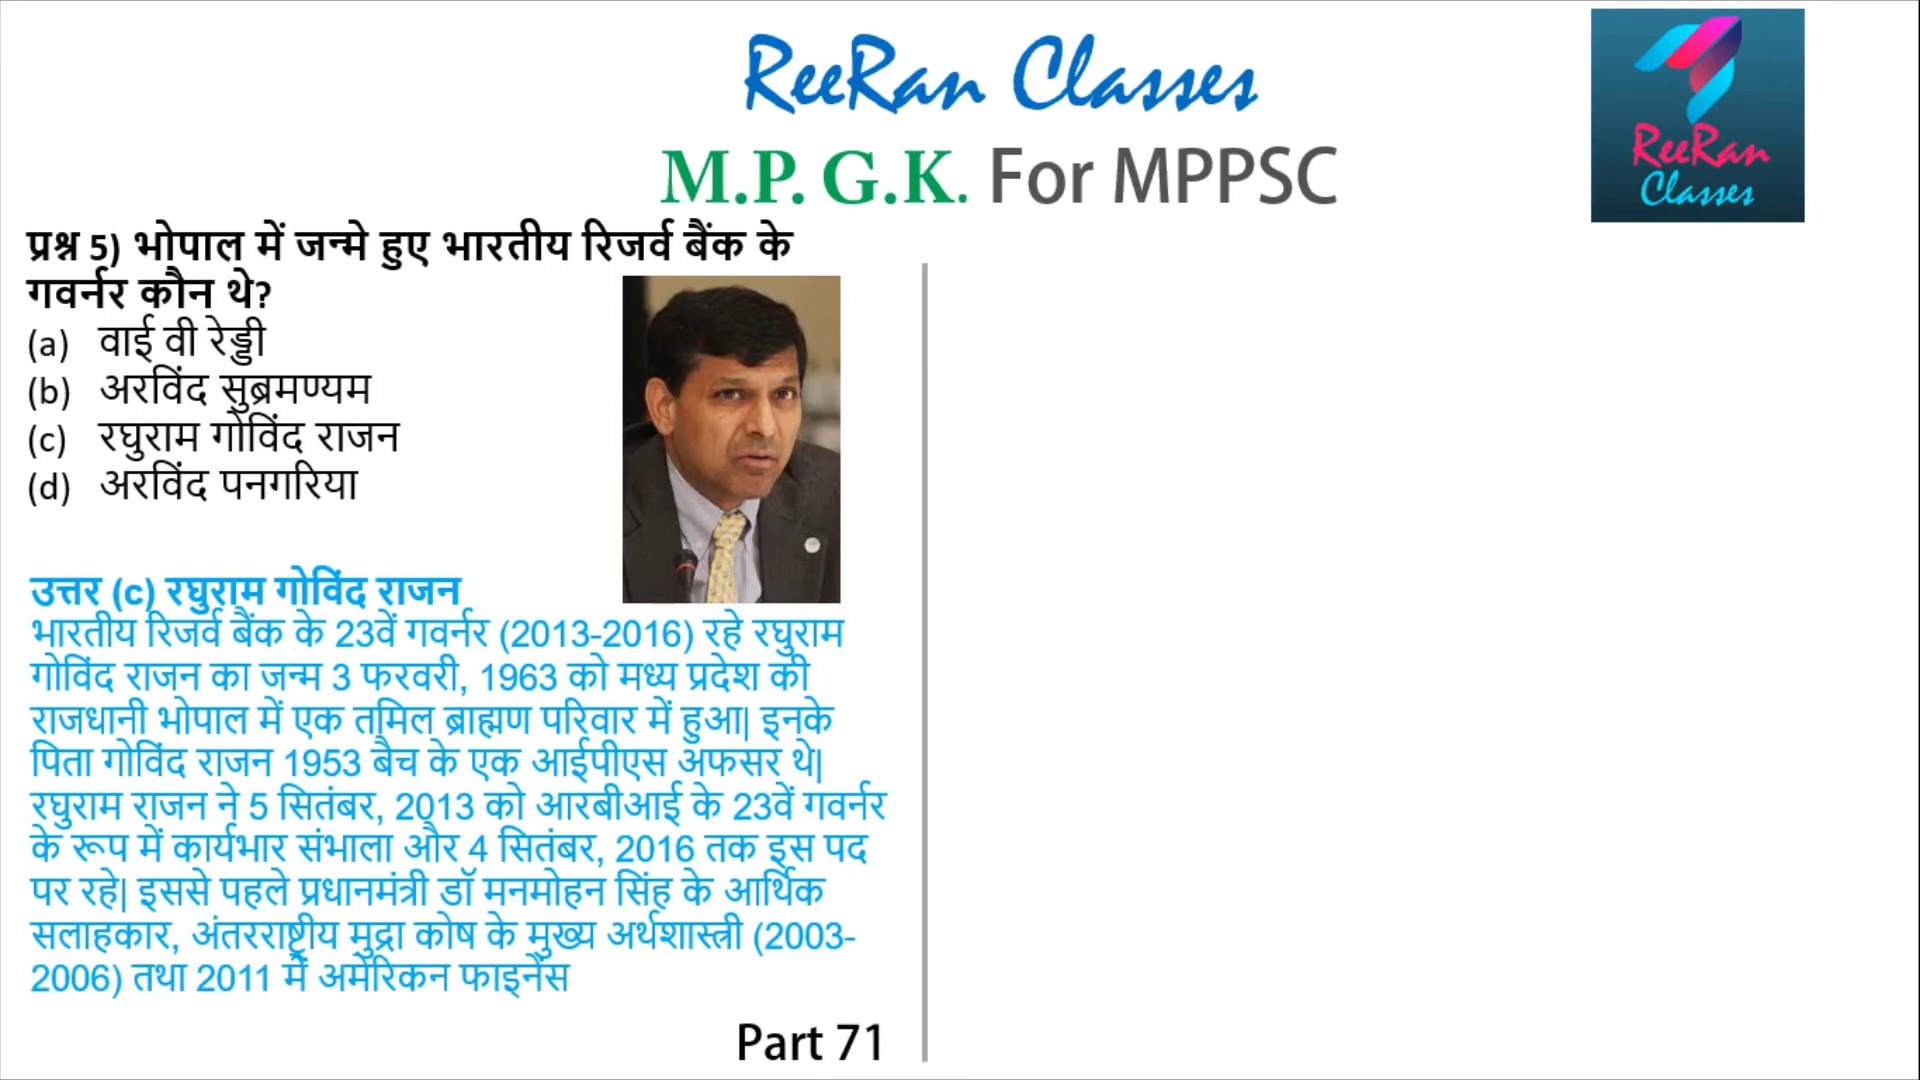 ReeRan Classes
M.P. G.K. For MPPSC
ReeRan
Classes
प्रश्न 5) भोपाल में जन्मे हुए भारतीय रिजर्व बैंक के
गवर्नर कौन थे?
(a) वाई वी रेड्डी
(b) अरविंद सुब्रमण्यम
(c) रघुराम गोविंद राजन
(d) अरविंद पनगरिया
उत्तर (c) रघुराम गोविंद राजन
भारतीय रिजर्व बैंक के 23वें गवर्नर (2013-2016) रहे रघुराम
गोविंद राजन का जन्म 3 फरवरी, 1963 को मध्य प्रदेश की
राजधानी भोपाल में एक तमिल ब्राह्मण परिवार में हुआ| इनके
पिता गोविंद राजन 1953 बैच के एक आईपीएस अफसर थे|
रघुराम राजन ने 5 सितंबर, 2013 को आरबीआई के 23वें गवर्नर
के रूप में कार्यभार संभाला और 4 सितंबर, 2016 तक इस पद
पर रहे| इससे पहले प्रधानमंत्री डॉ मनमोहन सिंह के आर्थिक
सलाहकार, अंतरराष्ट्रीय मुद्रा कोष के मुख्य अर्थशास्त्री (2003-
2006) तथा 2011 में अमेरिकन फाइनेंस
Part 71